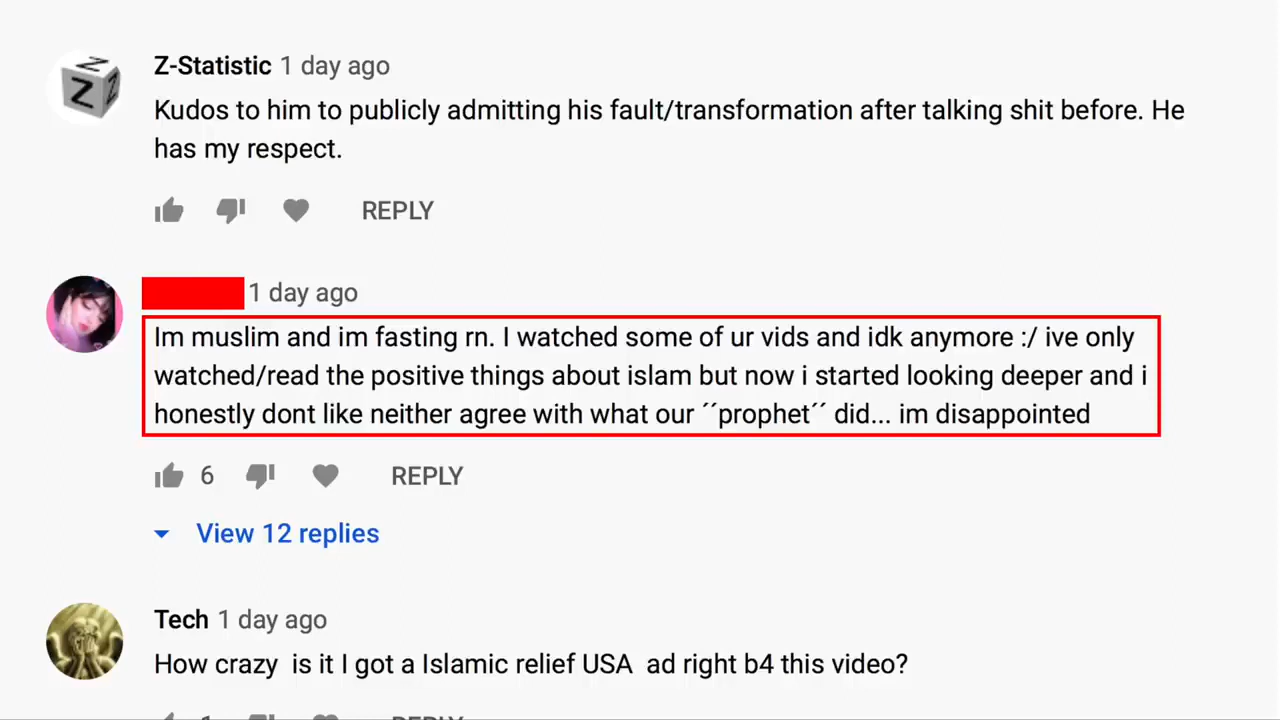 Z-Statistic 1 day ago
Kudos to him to publicly admitting his fault/transformation after talking shit before. He
has my respect.
REPLY
1 day ago
Im muslim and im fasting rn. I watched some of ur vids and idk anymore :/ ive only
watched/read the positive things about islam but now i started looking deeper and i
honestly dont like neither agree with what our ´´prophet´´ did... im disappointed
6 REPLY
View 12 replies
Tech 1 day ago
How crazy  is it I got a Islamic relief USA  ad right b4 this video?
1 REPLY